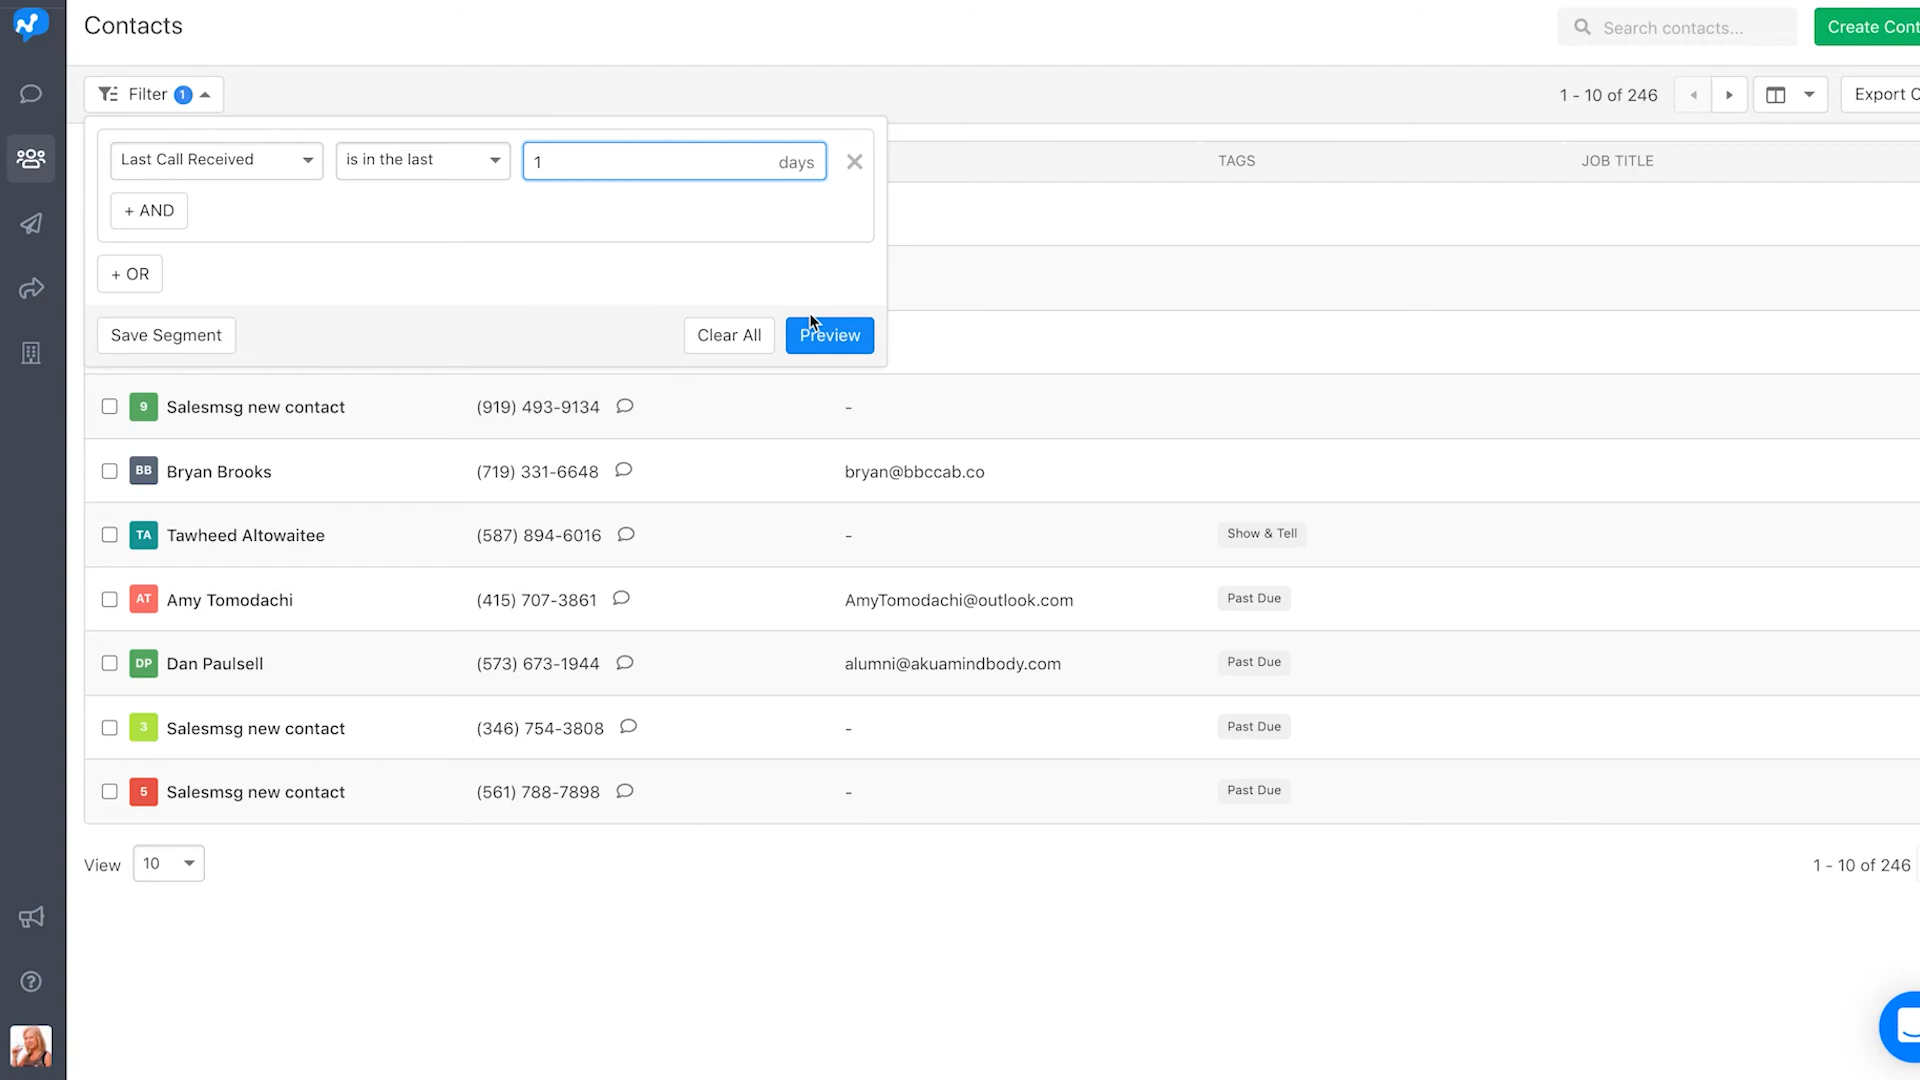 Contacts
Search contacts...
Create Cont
Filter 1
1 - 10 of 246
Export C
Last Call Received
is in the last
1
days
TAGS
JOB TITLE
+ AND
+ OR
Save Segment
Clear All
Preview
9 Salesmsg new contact (919) 493-9134 -
BB Bryan Brooks (719) 331-6648 bryan@bbccab.co
TA Tawheed Altowaitee (587) 894-6016 - Show & Tell
AT Amy Tomodachi (415) 707-3861 AmyTomodachi@outlook.com Past Due
DP Dan Paulsell (573) 673-1944 alumni@akuamindbody.com Past Due
3 Salesmsg new contact (346) 754-3808 - Past Due
5 Salesmsg new contact (561) 788-7898 - Past Due
View 10
1 - 10 of 246